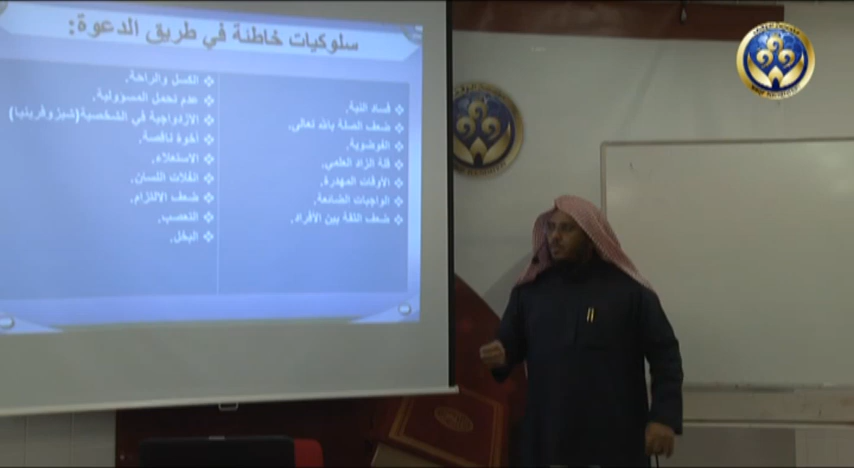 سلوكيات خاطئة في طريق الدعوة:
فساد النية.
ضعف الصلة بالله تعالى.
الفوضوية.
قلة الزاد العلمي.
الأوقات المهدرة.
الواجبات الضائعة.
ضعف الثقة بين الأفراد.
الكسل والراحة.
عدم تحمل المسؤولية.
الازدواجية في الشخصية(شيزوفرينيا)
أخوة ناقصة.
الاستعلاء.
انفلات اللسان.
ضعف الالتزام.
التعصب.
البخل.